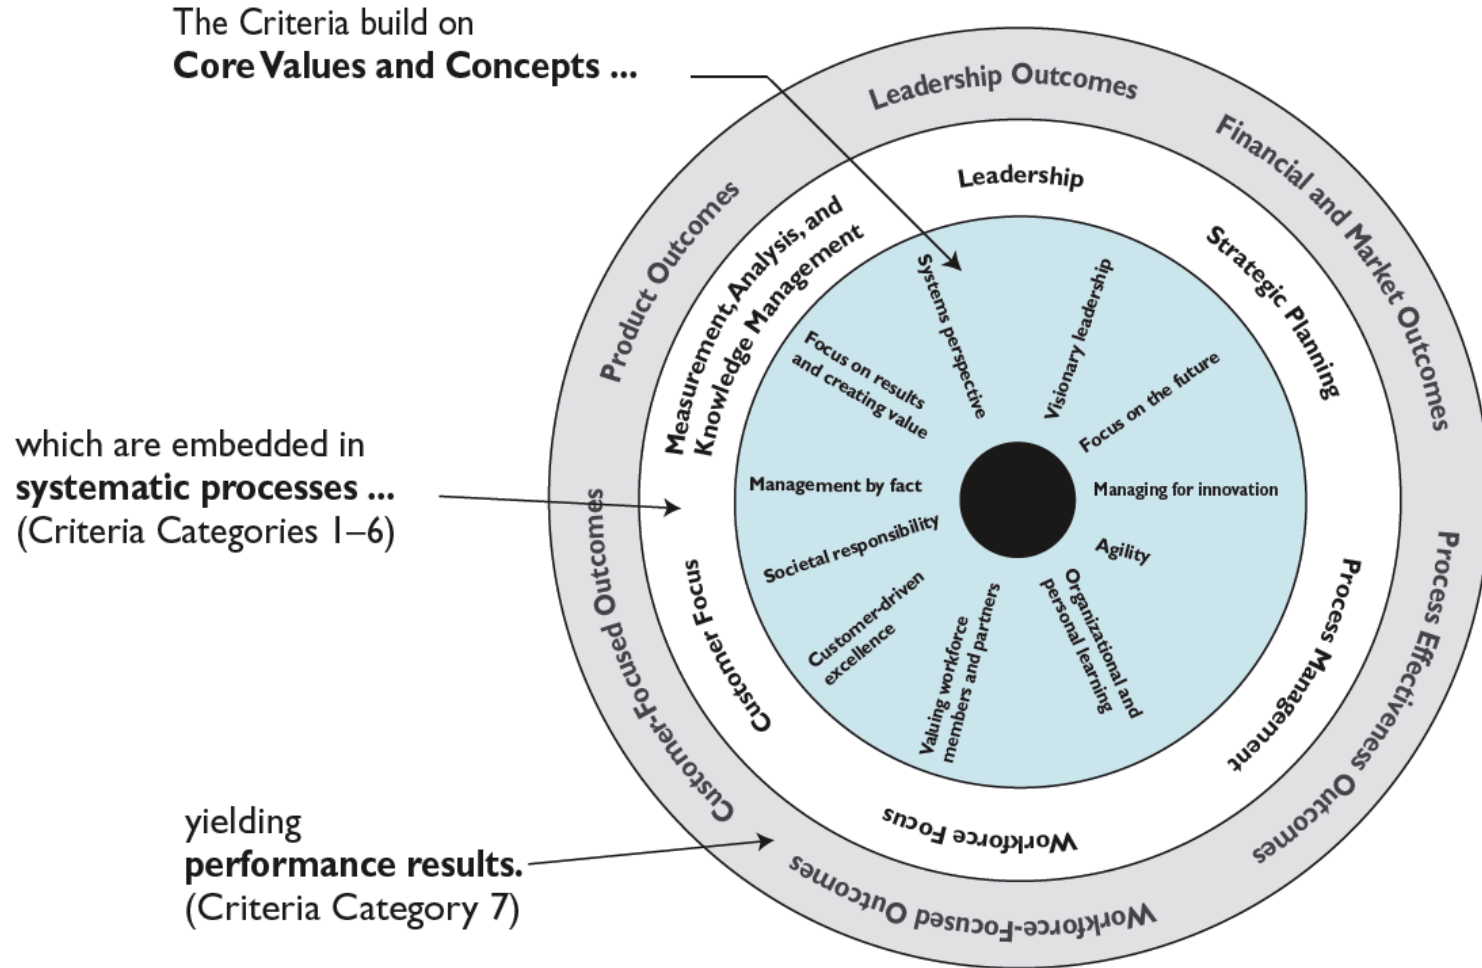 The Criteria build on
Core Values and Concepts ...
which are embedded in
systematic processes ...
(Criteria Categories 1–6)
yielding
performance results.
(Criteria Category 7)
Leadership Outcomes
Financial and Market Outcomes
Process Effectiveness Outcomes
Workforce-Focused Outcomes
Customer-Focused Outcomes
Product Outcomes
Leadership
Strategic Planning
Process Management
Workforce Focus
Customer Focus
Measurement, Analysis, and
Knowledge Management
Systems perspective
Visionary leadership
Focus on the future
Managing for innovation
Agility
Organizational and
personal learning
Valuing workforce
members and partners
Customer-driven
excellence
Societal responsibility
Management by fact
Focus on results
and creating value